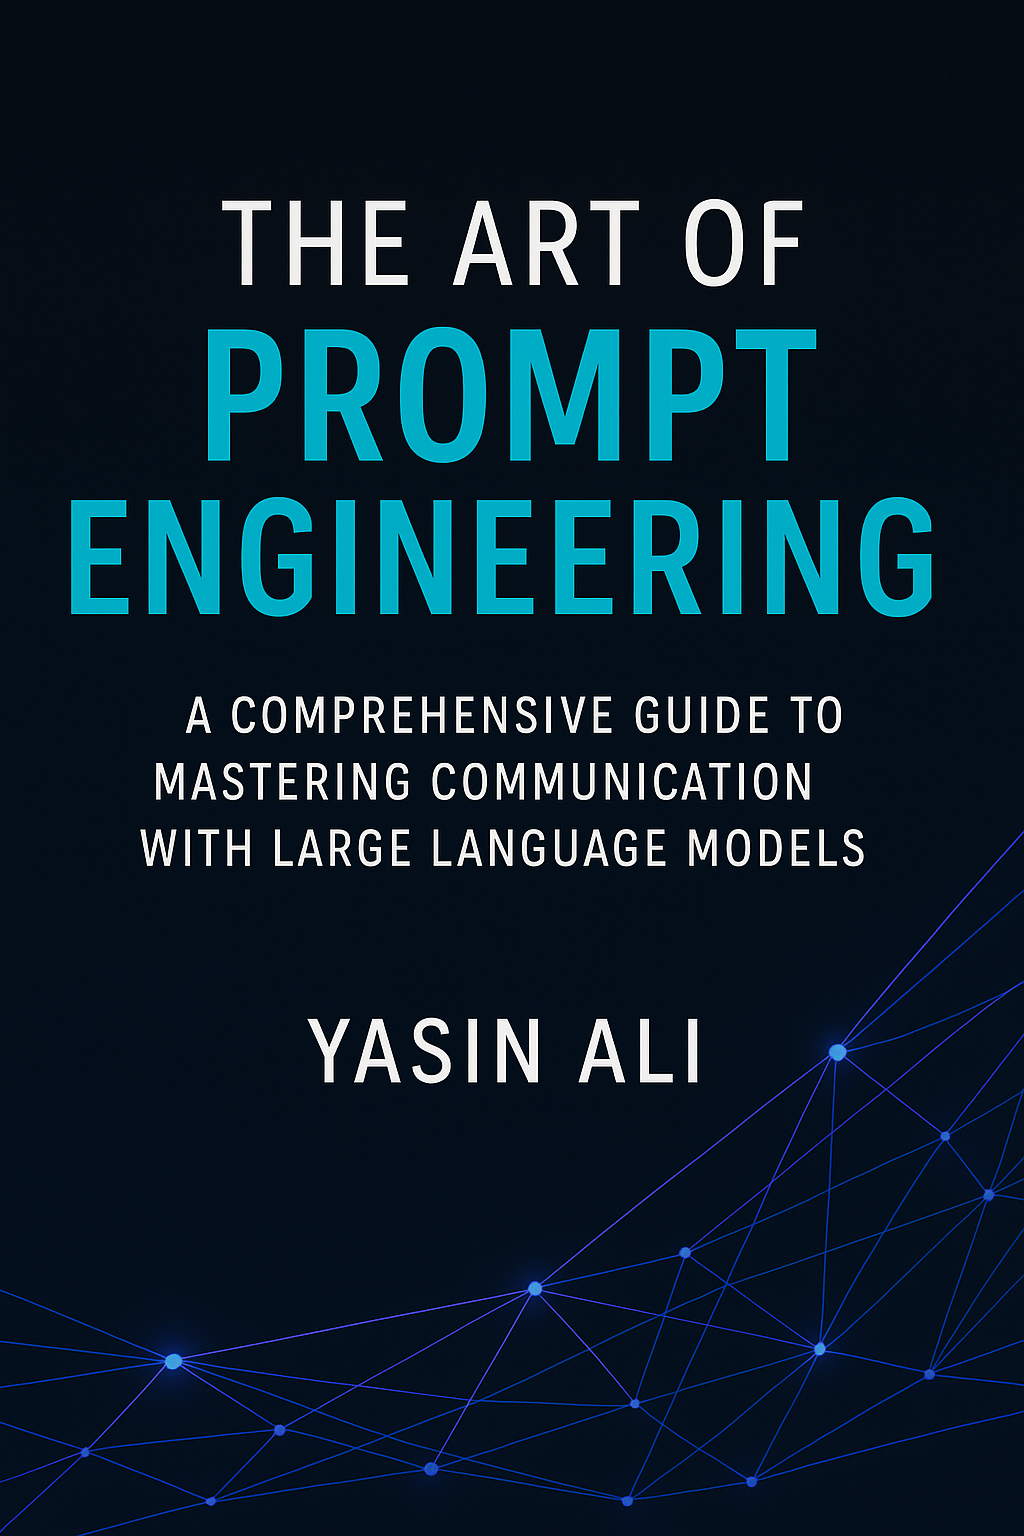 THE ART OF
PROMPT
ENGINEERING
A COMPREHENSIVE GUIDE TO
MASTERING COMMUNICATION
WITH LARGE LANGUAGE MODELS
YASIN ALI